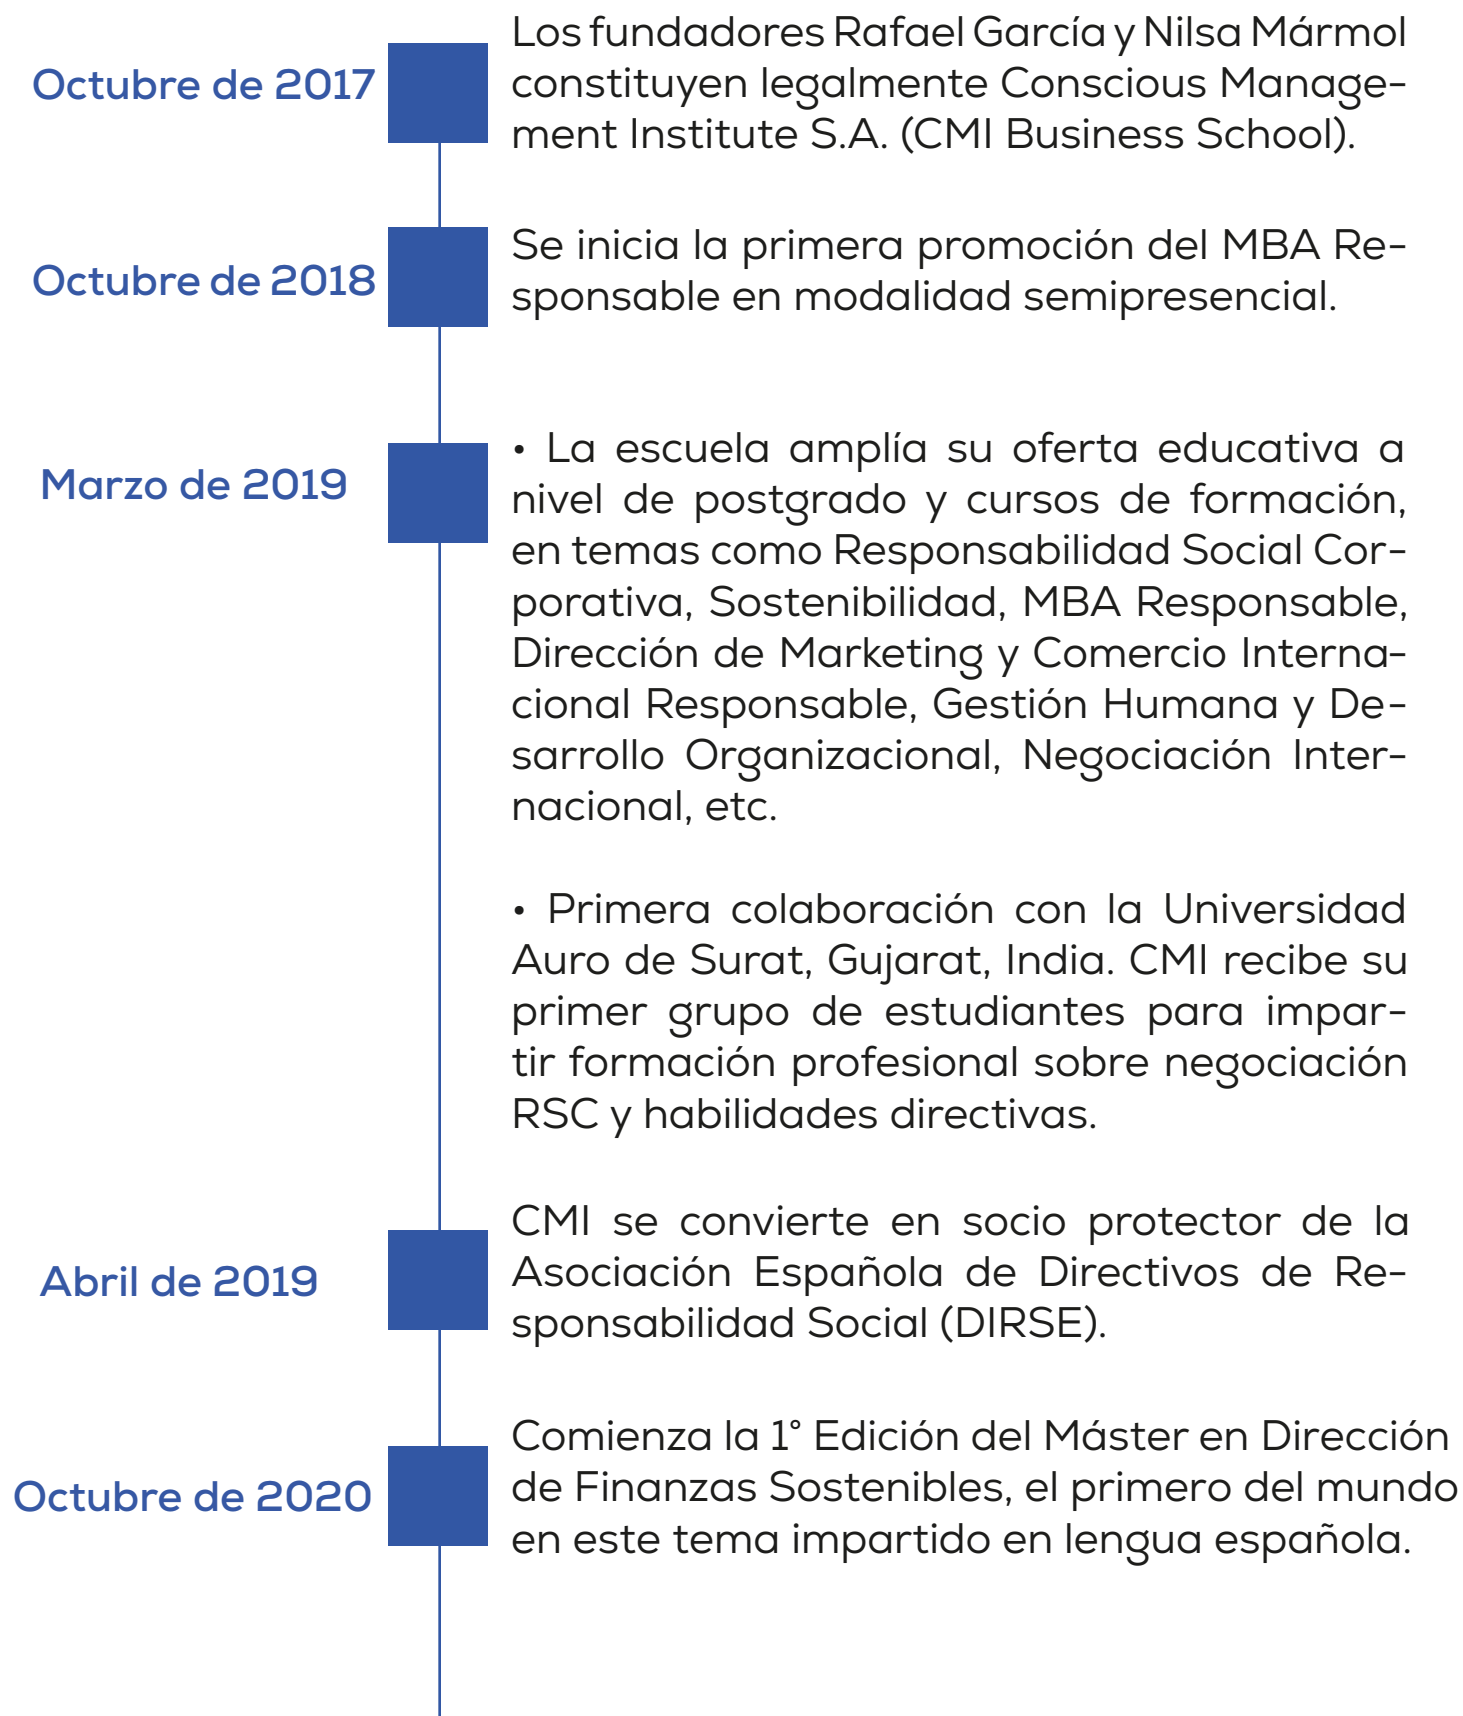 Octubre de 2017
Los fundadores Rafael García y Nilsa Mármol
constituyen legalmente Conscious Manage-
ment Institute S.A. (CMI Business School).
Octubre de 2018
Se inicia la primera promoción del MBA Re-
sponsable en modalidad semipresencial.
Marzo de 2019
• La escuela amplía su oferta educativa a
nivel de postgrado y cursos de formación,
en temas como Responsabilidad Social Cor-
porativa, Sostenibilidad, MBA Responsable,
Dirección de Marketing y Comercio Interna-
cional Responsable, Gestión Humana y De-
sarrollo Organizacional, Negociación Inter-
nacional, etc.
• Primera colaboración con la Universidad
Auro de Surat, Gujarat, India. CMI recibe su
primer grupo de estudiantes para impar-
tir formación profesional sobre negociación
RSC y habilidades directivas.
Abril de 2019
CMI se convierte en socio protector de la
Asociación Española de Directivos de Re-
sponsabilidad Social (DIRSE).
Octubre de 2020
Comienza la 1° Edición del Máster en Dirección
de Finanzas Sostenibles, el primero del mundo
en este tema impartido en lengua española.